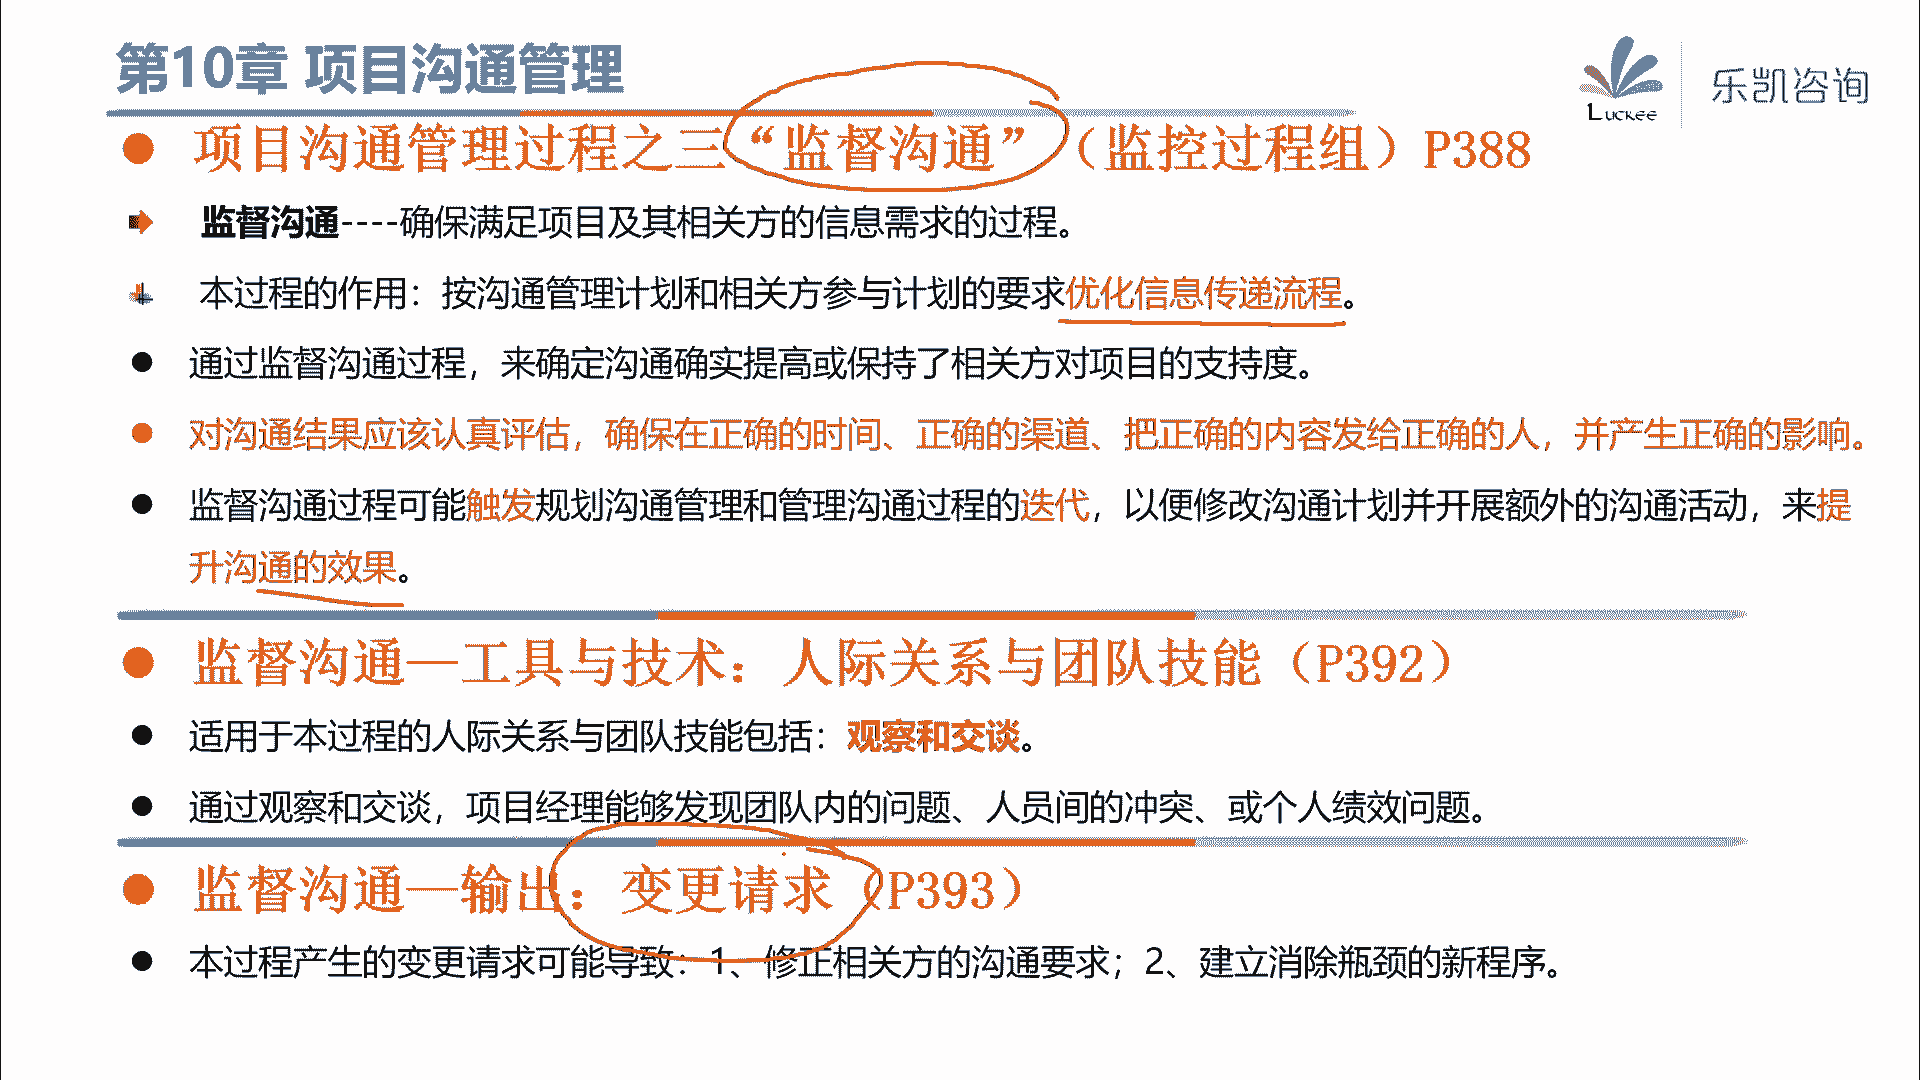 第10章 项目沟通管理
Luckee
乐凯咨询
项目沟通管理过程之三“监督沟通”（监控过程组）P388
监督沟通----确保满足项目及其相关方的信息需求的过程。
本过程的作用：按沟通管理计划和相关方参与计划的要求优化信息传递流程。
通过监督沟通过程，来确定沟通确实提高或保持了相关方对项目的支持度。
对沟通结果应该认真评估，确保在正确的时间、正确的渠道、把正确的内容发给正确的人，并产生正确的影响。
监督沟通过程可能触发规划沟通管理和管理沟通过程的迭代，以便修改沟通计划并开展额外的沟通活动，来提
升沟通的效果。
监督沟通—工具与技术：人际关系与团队技能（P392）
适用于本过程的人际关系与团队技能包括：观察和交谈。
通过观察和交谈，项目经理能够发现团队内的问题、人员间的冲突、或个人绩效问题。
监督沟通—输出：变更请求（P393）
本过程产生的变更请求可能导致：1、修正相关方的沟通要求；2、建立消除瓶颈的新程序。